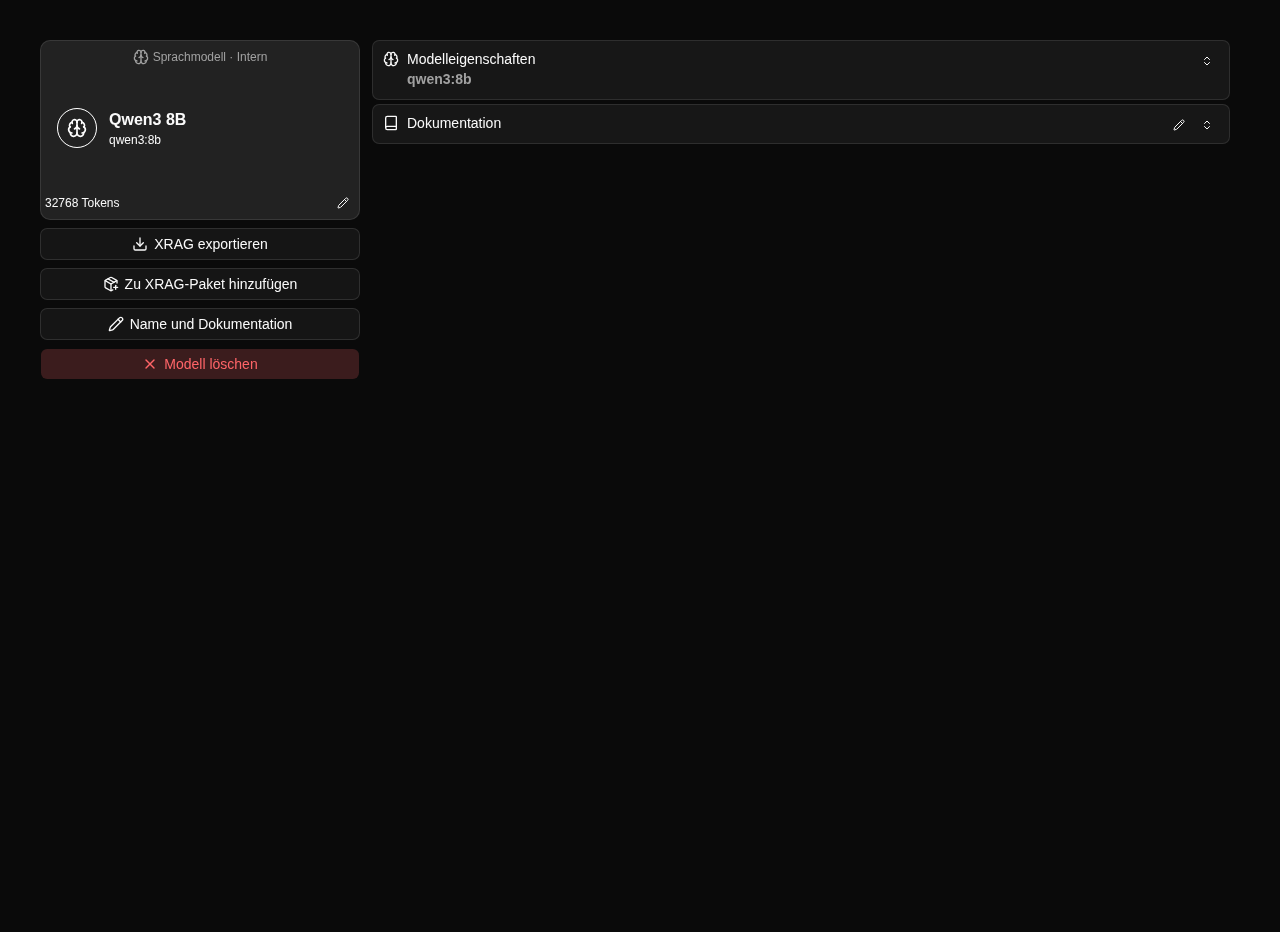 Sprachmodell · Intern
Qwen3 8B
qwen3:8b
32768 Tokens
XRAG exportieren
Zu XRAG-Paket hinzufügen
Name und Dokumentation
Modell löschen
Modelleigenschaften
qwen3:8b
Dokumentation